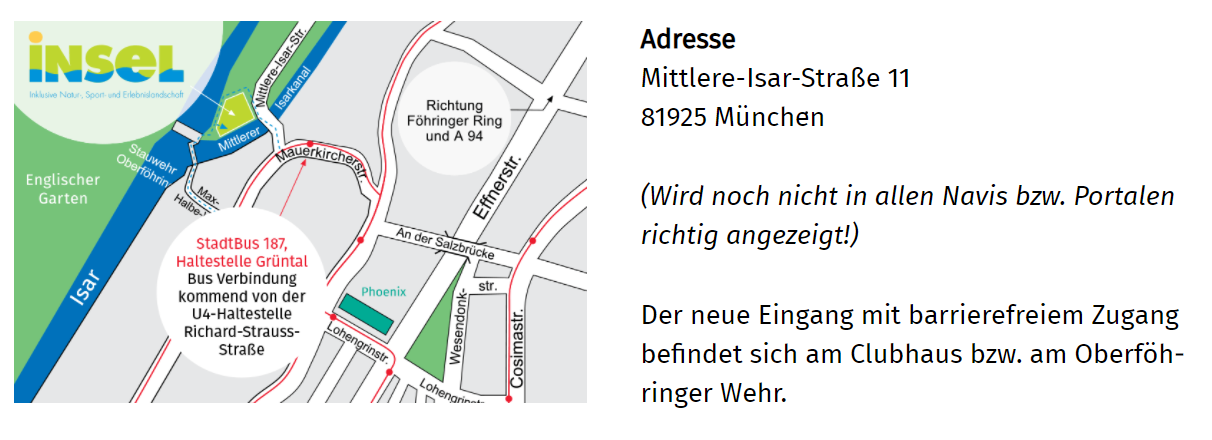 insel
Inklusive Natur-, Sport- und Erlebnislandschaft
Mittlere-Isar-Str.
Isarkanal
Mittlerer
Richtung
Föhringer Ring
und A 94
Stauwehr
Oberföhrin
Mauerkircherstr.
Englischer
Garten
Max-
Halbe-
Effnerstr.
StadtBus 187,
Haltestelle Grüntal
Bus Verbindung
kommend von der
U4-Haltestelle
Richard-Strauss-
Straße
An der Salzbrücke
Isar
Phoenix
str.
Wesendonk-
Cosimastr.
Lohengrinstr.
Lohengrinstr
Adresse
Mittlere-Isar-Straße 11
81925 München
(Wird noch nicht in allen Navis bzw. Portalen
richtig angezeigt!)
Der neue Eingang mit barrierefreiem Zugang
befindet sich am Clubhaus bzw. am Oberföh-
ringer Wehr.